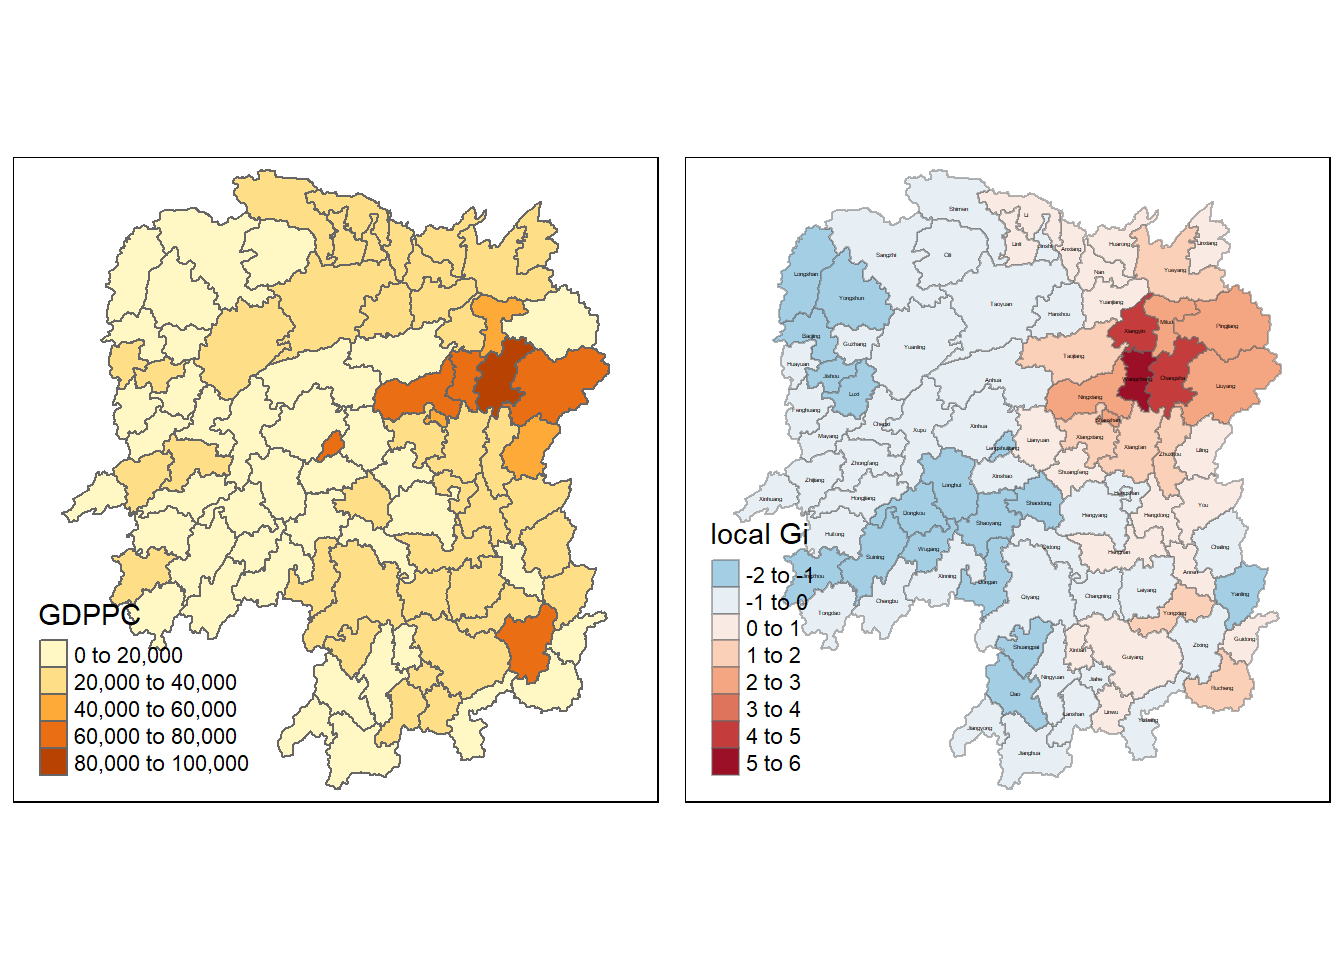 GDPPC
0 to 20,000
20,000 to 40,000
40,000 to 60,000
60,000 to 80,000
80,000 to 100,000
Shimen
Li
Linli
Anxiang
Huarong
Linxiang
Longshan
Sangzhi
Cili
Nan
Yueyang
Yongshun
Taoyuan
Hanshou
Yuanjiang
Baojing
Guzhang
Yuanling
Xiangyin
Miluo
Pingjiang
Huayuan
Taojiang
Jishou
Luxi
Anhua
Wangcheng
Changsha
Liuyang
Ningxiang
Fenghuang
Chenxi
Xupu
Xinhua
Shaoshan
Mayang
Lengshuijiang
Lianyuan
Xiangxiang
Xiangtan
Zhuzhou
Liling
Zhongfang
Zhijiang
Xinshao
Shuangfeng
Xinhuang
Hongjiang
Longhui
Shaodong
Hengshan
Dongkou
Shaoyang
Hengyang
Hengdong
You
Huitong
Wugang
Qidong
Hengnan
Chaling
Suining
Xinning
Dongan
Anren
Tongdao
Chengbu
Qiyang
Changning
Leiyang
Yongxing
Yanling
Shuangpai
Xintian
Guiyang
Zixing
Guidong
Ningyuan
Jiahe
Rucheng
Dao
Lanshan
Linwu
Yizhang
Jiangyong
Jianghua
local Gi
-2 to -1
-1 to 0
0 to 1
1 to 2
2 to 3
3 to 4
4 to 5
5 to 6